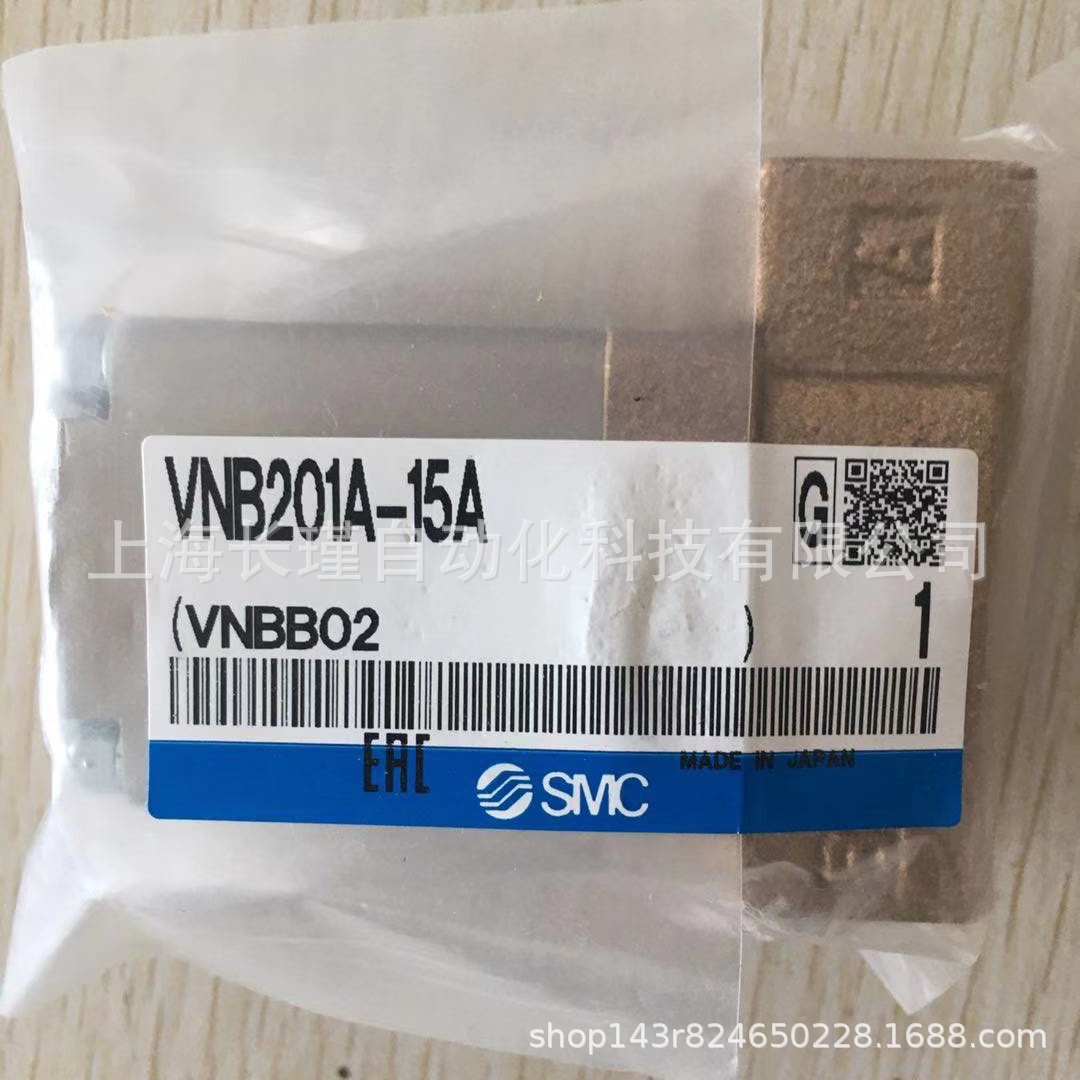 VNB201A-15A
G
上海长瑾自动化科技有限公司
(VNBB02 )
1
EAC
MADE IN JAPAN
SMC
shop143r824650228.1688.com